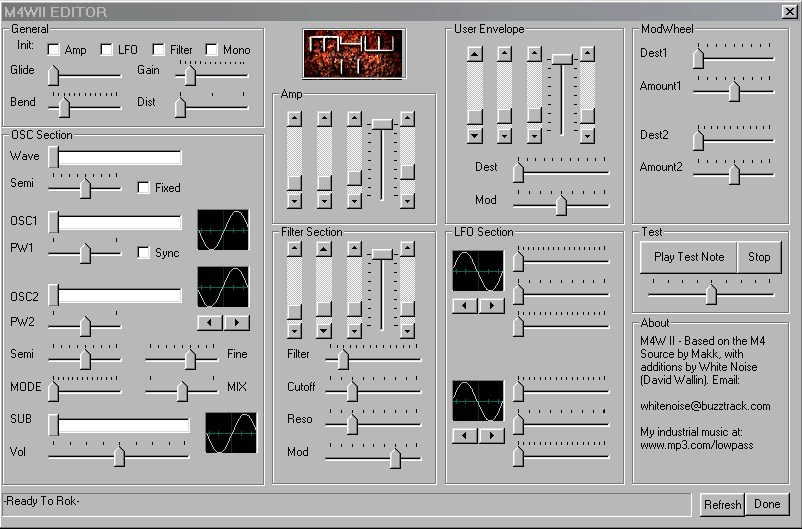 M4WII EDITOR
General
Init: Amp LFO Filter Mono
Glide Gain
Bend Dist
OSC Section
Wave
Semi Fixed
OSC1
PW1 Sync
OSC2
PW2
Semi Fine
MODE MIX
SUB
Vol
M4W
II
Amp
Filter Section
Filter
Cutoff
Reso
Mod
User Envelope
Dest
Mod
LFO Section
ModWheel
Dest1
Amount1
Dest2
Amount2
Test
Play Test Note Stop
About
M4W II - Based on the M4
Source by Makk, with
additions by White Noise
(David Wallin). Email:
whitenoise@buzztrack.com
My industrial music at:
www.mp3.com/lowpass
-Ready To Rok-
Refresh Done